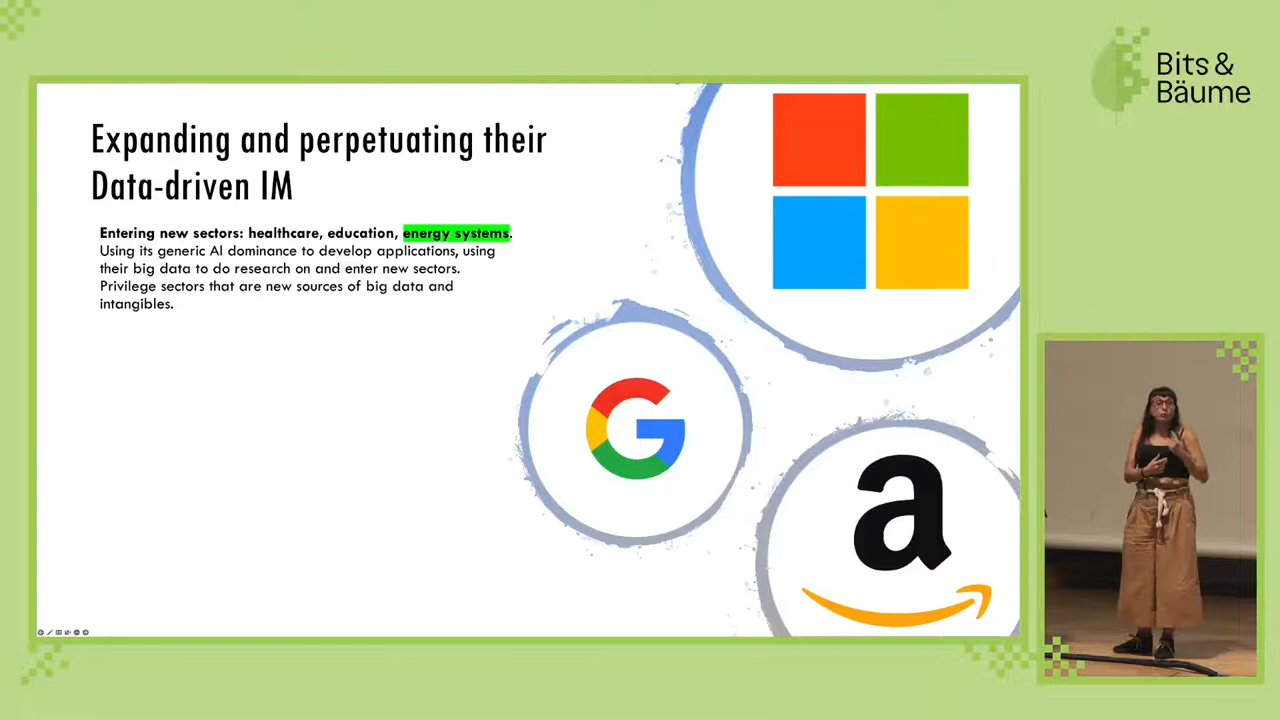 Bits &
Bäume
Expanding and perpetuating their
Data-driven IM
Entering new sectors: healthcare, education, energy systems.
Using its generic AI dominance to develop applications, using
their big data to do research on and enter new sectors.
Privilege sectors that are new sources of big data and
intangibles.
G
a